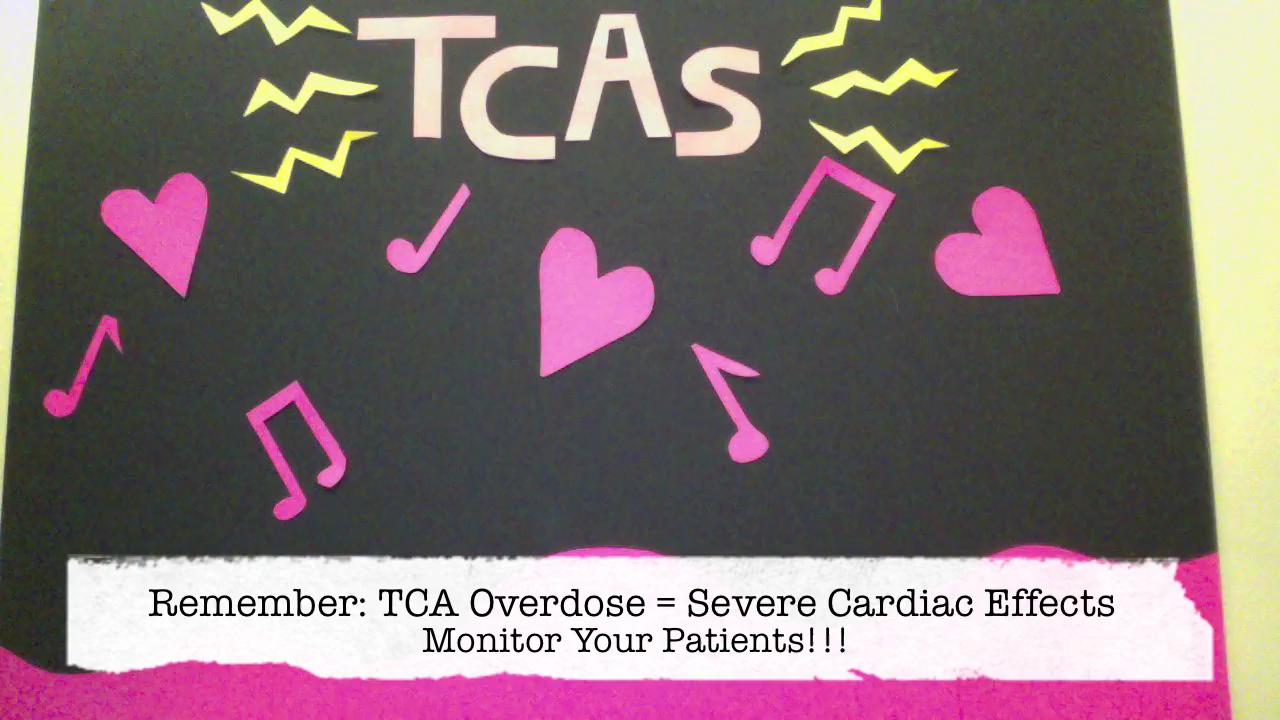 TCAs
Remember: TCA Overdose = Severe Cardiac Effects
Monitor Your Patients!!!